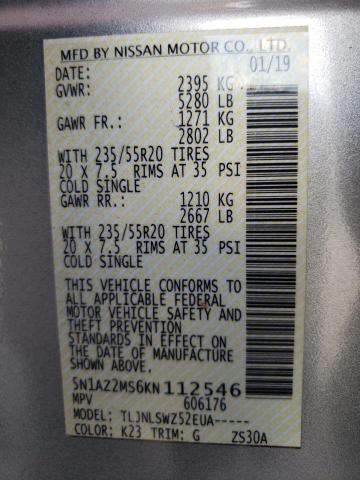 MFD BY NISSAN MOTOR CO., LTD.
DATE: 01/19
GVWR: 2395 KG
5280 LB
GAWR FR.: 1271 KG
2802 LB
WITH 235/55R20 TIRES
20 X 7.5 RIMS AT 35 PSI
COLD SINGLE
GAWR RR.: 1210 KG
2667 LB
WITH 235/55R20 TIRES
20 X 7.5 RIMS AT 35 PSI
COLD SINGLE
THIS VEHICLE CONFORMS TO
ALL APPLICABLE FEDERAL
MOTOR VEHICLE SAFETY AND
THEFT PREVENTION
STANDARDS IN EFFECT ON
THE DATE OF MANUFACTURE
SHOWN ABOVE.
5N1AZ2MS6KN112546
MPV 606176
MODEL: TLJNLSWZ52EUA-----
COLOR: K23 TRIM: G ZS30A